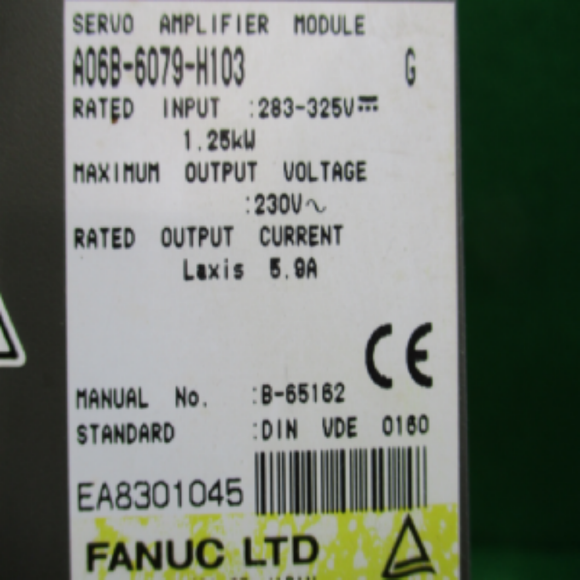 SERVO AMPLIFIER MODULE
A06B-6079-H103 G
RATED INPUT :283-325V⎓
1.25kW
MAXIMUM OUTPUT VOLTAGE
:230V~
RATED OUTPUT CURRENT
Laxis 5.9A
CE
MANUAL No. :B-65162
STANDARD :DIN VDE 0160
EA8301045
FANUC LTD